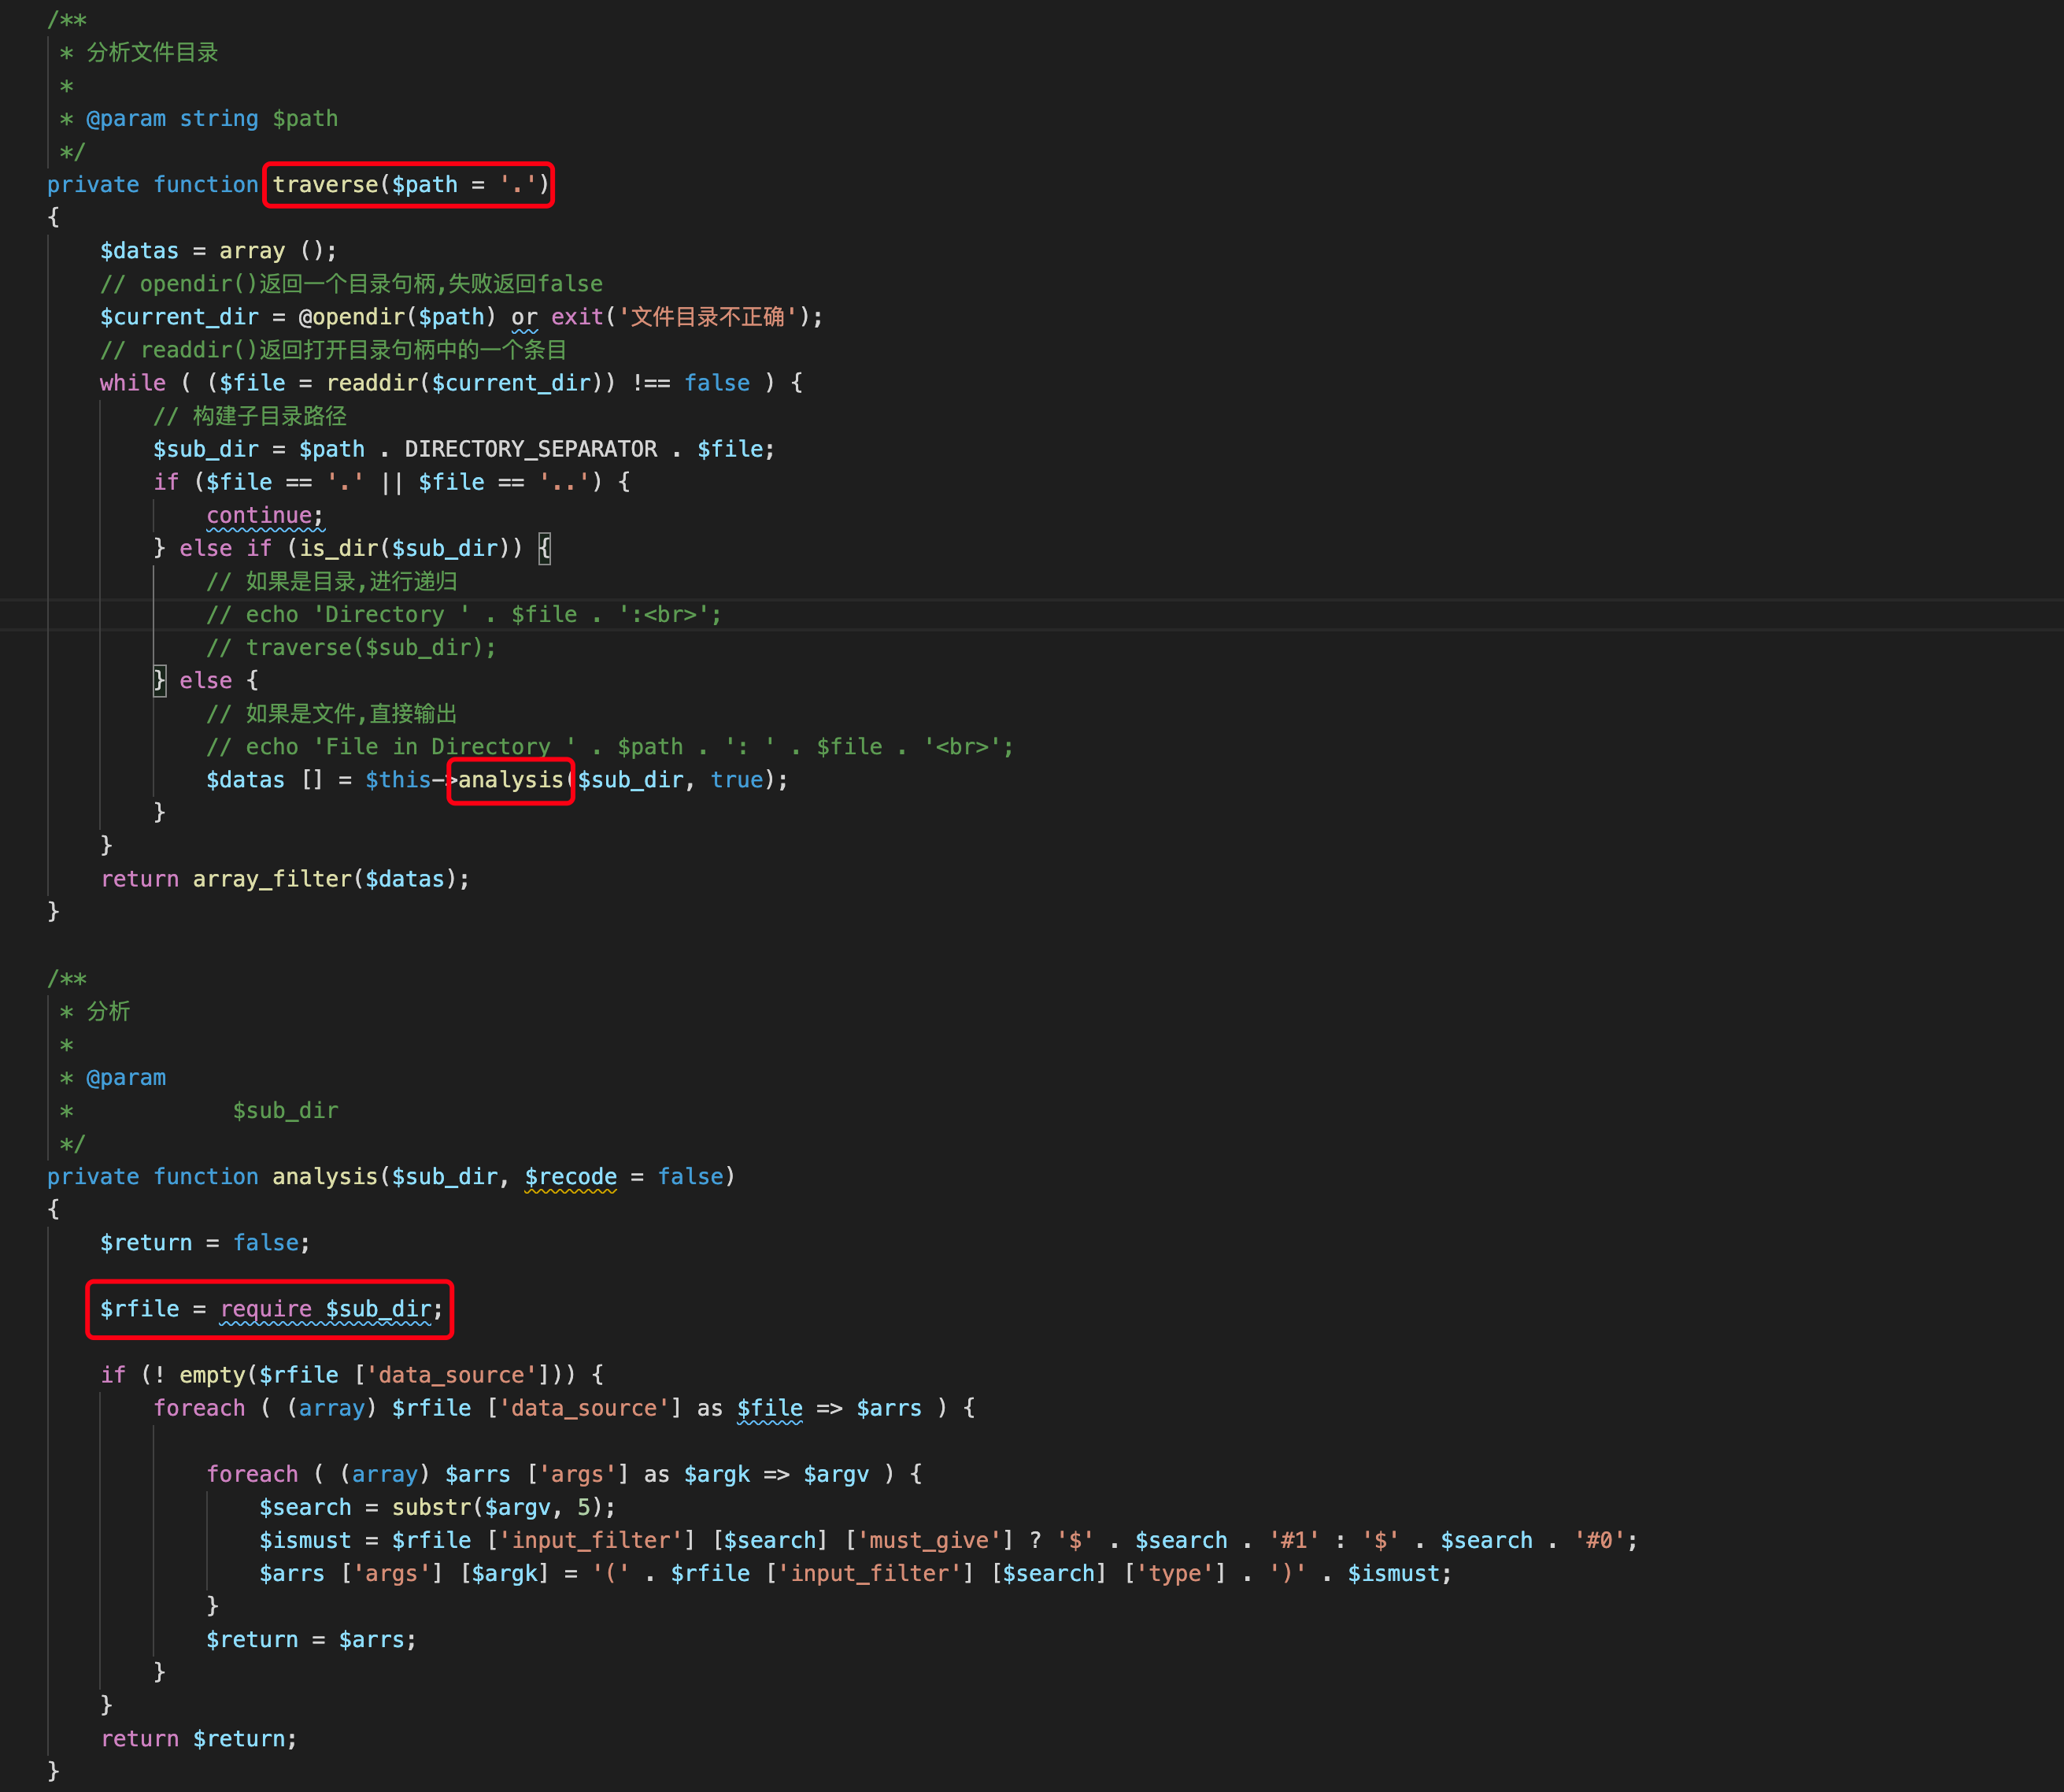 /**
 * 分析文件目录
 *
 * @param string $path
 */
private function traverse($path = '.')
{
    $datas = array ();
    // opendir()返回一个目录句柄,失败返回false
    $current_dir = @opendir($path) or exit('文件目录不正确');
    // readdir()返回打开目录句柄中的一个条目
    while ( ($file = readdir($current_dir)) !== false ) {
        // 构建子目录路径
        $sub_dir = $path . DIRECTORY_SEPARATOR . $file;
        if ($file == '.' || $file == '..') {
            continue;
        } else if (is_dir($sub_dir)) {
            // 如果是目录,进行递归
            // echo 'Directory ' . $file . ':<br>';
            // traverse($sub_dir);
        } else {
            // 如果是文件,直接输出
            // echo 'File in Directory ' . $path . ': ' . $file . '<br>';
            $datas [] = $this->analysis($sub_dir, true);
        }
    }
    return array_filter($datas);
}
/**
 * 分析
 *
 * @param
 *            $sub_dir
 */
private function analysis($sub_dir, $recode = false)
{
    $return = false;
    $rfile = require $sub_dir;
    if (! empty($rfile ['data_source'])) {
        foreach ( (array) $rfile ['data_source'] as $file => $arrs ) {
            foreach ( (array) $arrs ['args'] as $argk => $argv ) {
                $search = substr($argv, 5);
                $ismust = $rfile ['input_filter'] [$search] ['must_give'] ? '$' . $search . '#1' : '$' . $search . '#0';
                $arrs ['args'] [$argk] = '(' . $rfile ['input_filter'] [$search] ['type'] . ')' . $ismust;
            }
            $return = $arrs;
        }
    }
    return $return;
}